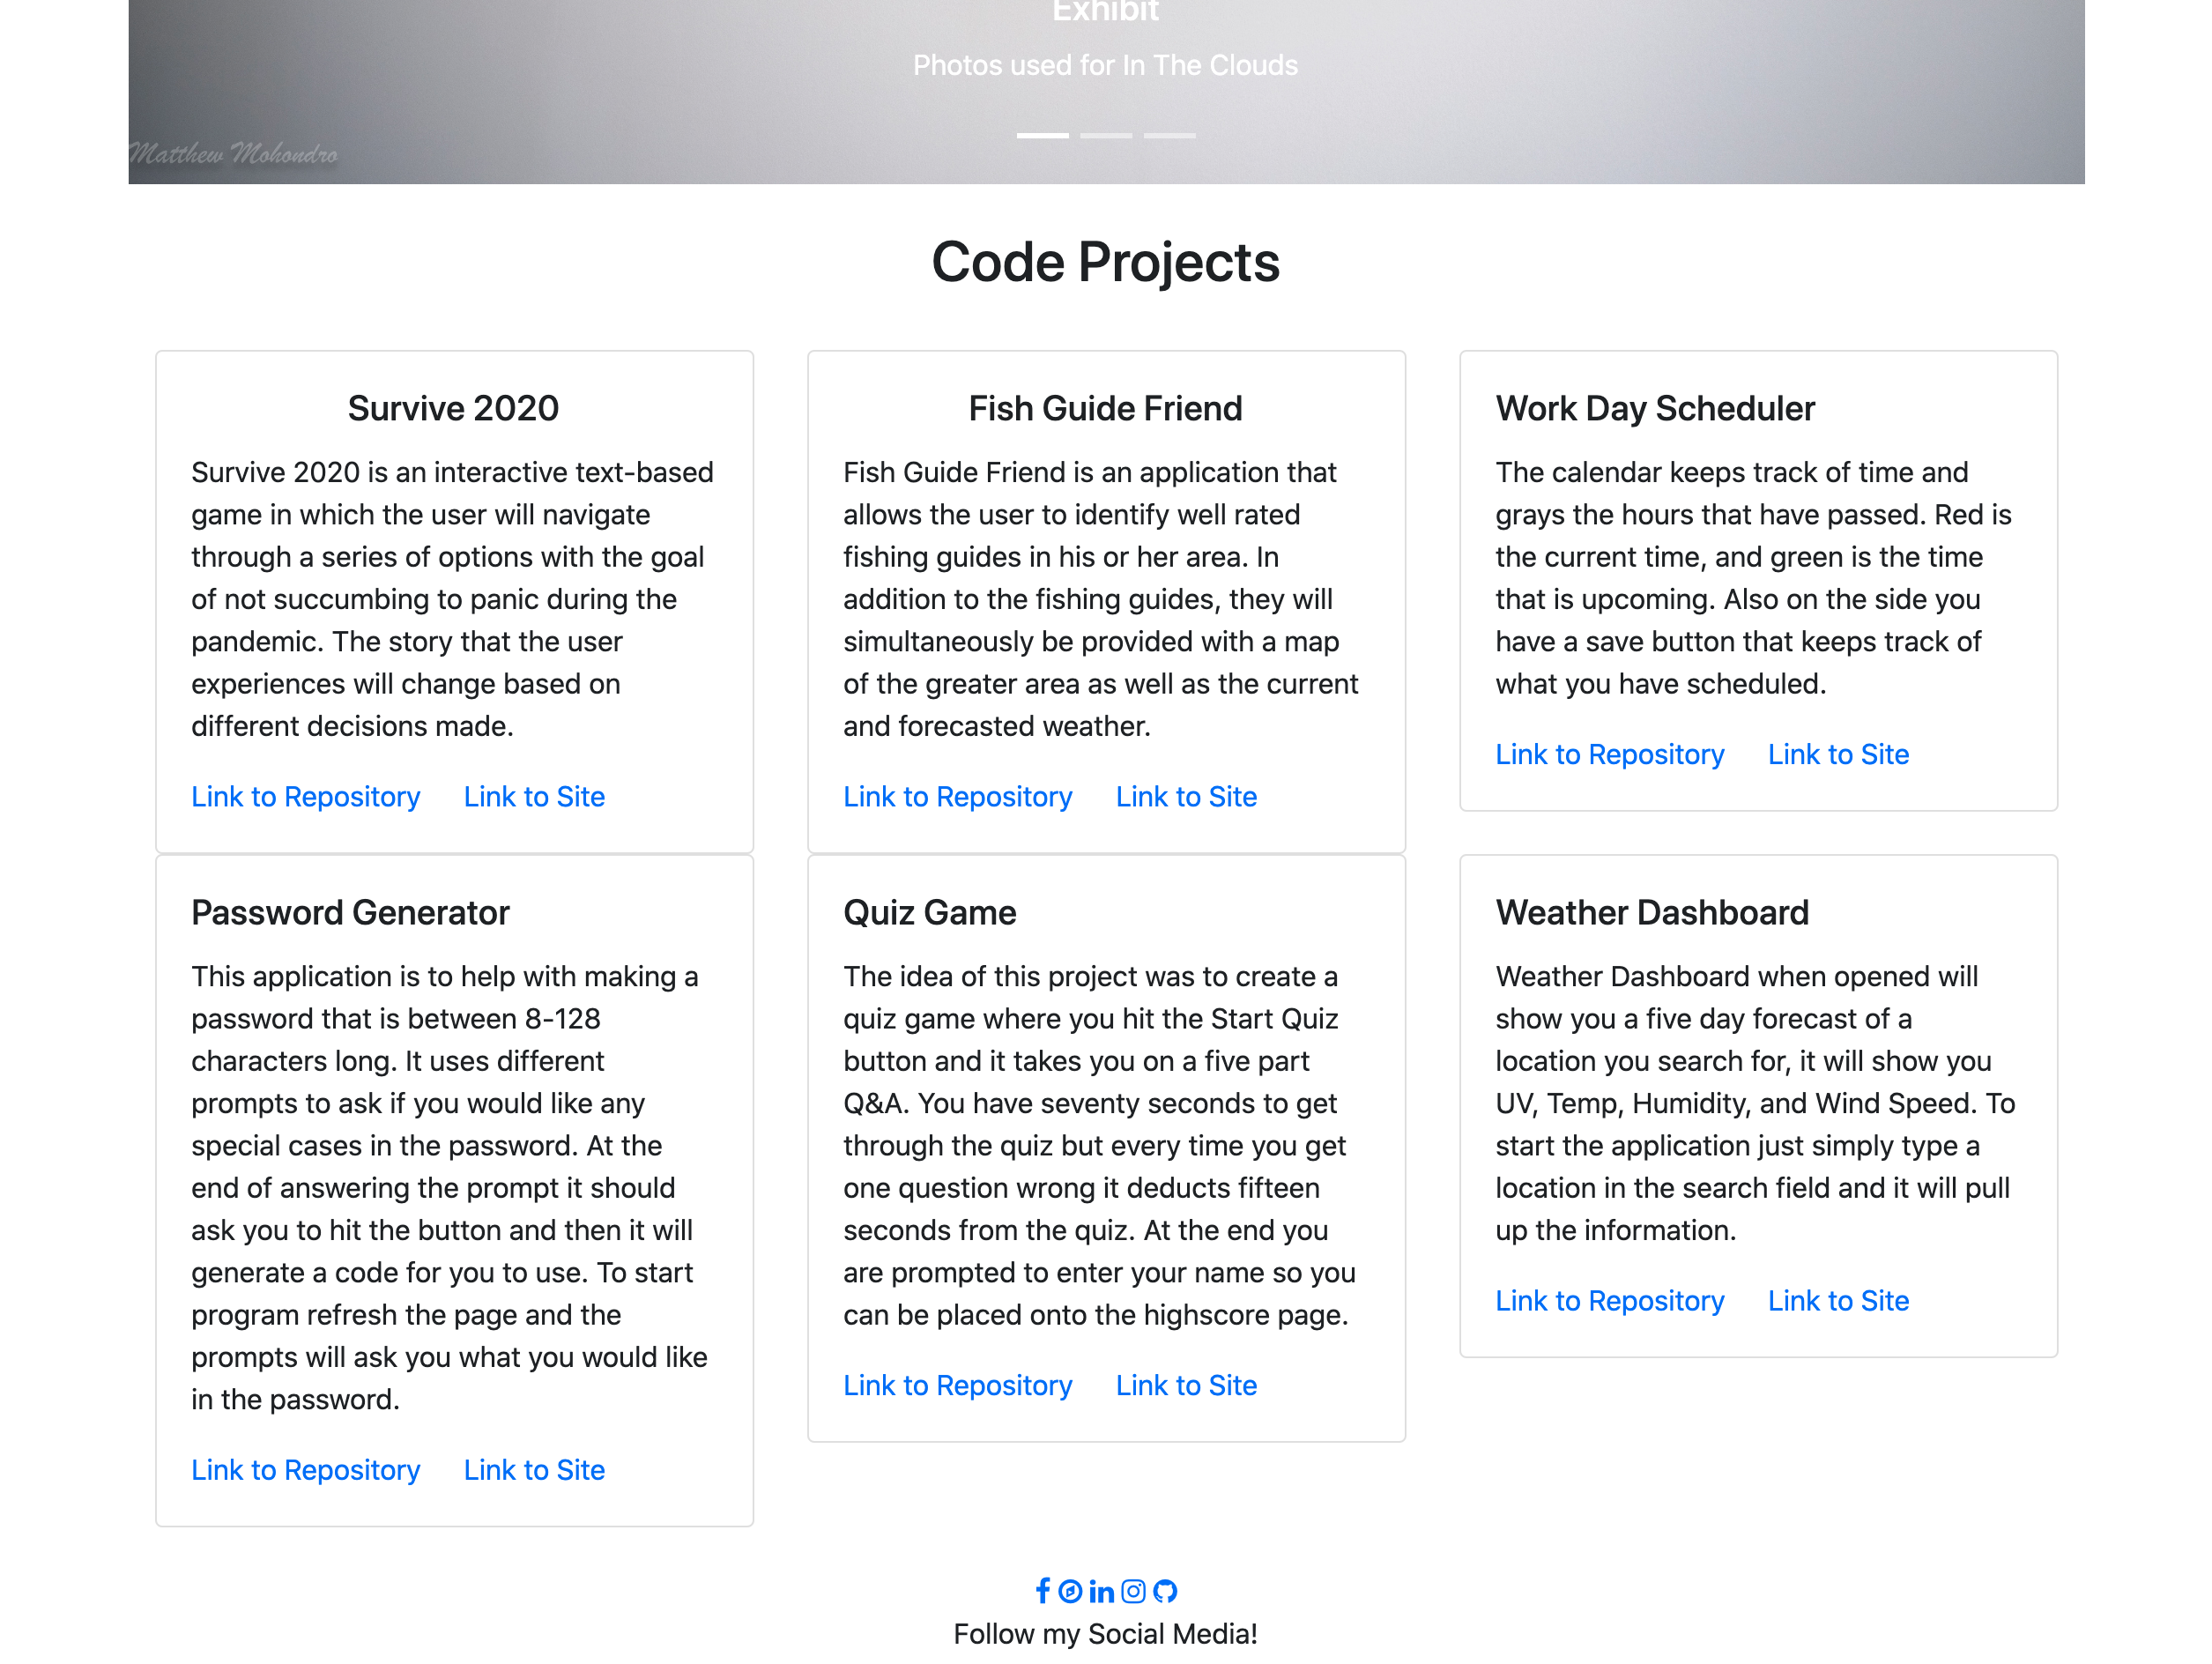 Exhibit
Photos used for In The Clouds
Matthew Mohondro
Code Projects
Survive 2020
Survive 2020 is an interactive text-based
game in which the user will navigate
through a series of options with the goal
of not succumbing to panic during the
pandemic. The story that the user
experiences will change based on
different decisions made.
Link to Repository Link to Site
Fish Guide Friend
Fish Guide Friend is an application that
allows the user to identify well rated
fishing guides in his or her area. In
addition to the fishing guides, they will
simultaneously be provided with a map
of the greater area as well as the current
and forecasted weather.
Link to Repository Link to Site
Work Day Scheduler
The calendar keeps track of time and
grays the hours that have passed. Red is
the current time, and green is the time
that is upcoming. Also on the side you
have a save button that keeps track of
what you have scheduled.
Link to Repository Link to Site
Password Generator
This application is to help with making a
password that is between 8-128
characters long. It uses different
prompts to ask if you would like any
special cases in the password. At the
end of answering the prompt it should
ask you to hit the button and then it will
generate a code for you to use. To start
program refresh the page and the
prompts will ask you what you would like
in the password.
Link to Repository Link to Site
Quiz Game
The idea of this project was to create a
quiz game where you hit the Start Quiz
button and it takes you on a five part
Q&A. You have seventy seconds to get
through the quiz but every time you get
one question wrong it deducts fifteen
seconds from the quiz. At the end you
are prompted to enter your name so you
can be placed onto the highscore page.
Link to Repository Link to Site
Weather Dashboard
Weather Dashboard when opened will
show you a five day forecast of a
location you search for, it will show you
UV, Temp, Humidity, and Wind Speed. To
start the application just simply type a
location in the search field and it will pull
up the information.
Link to Repository Link to Site
Follow my Social Media!